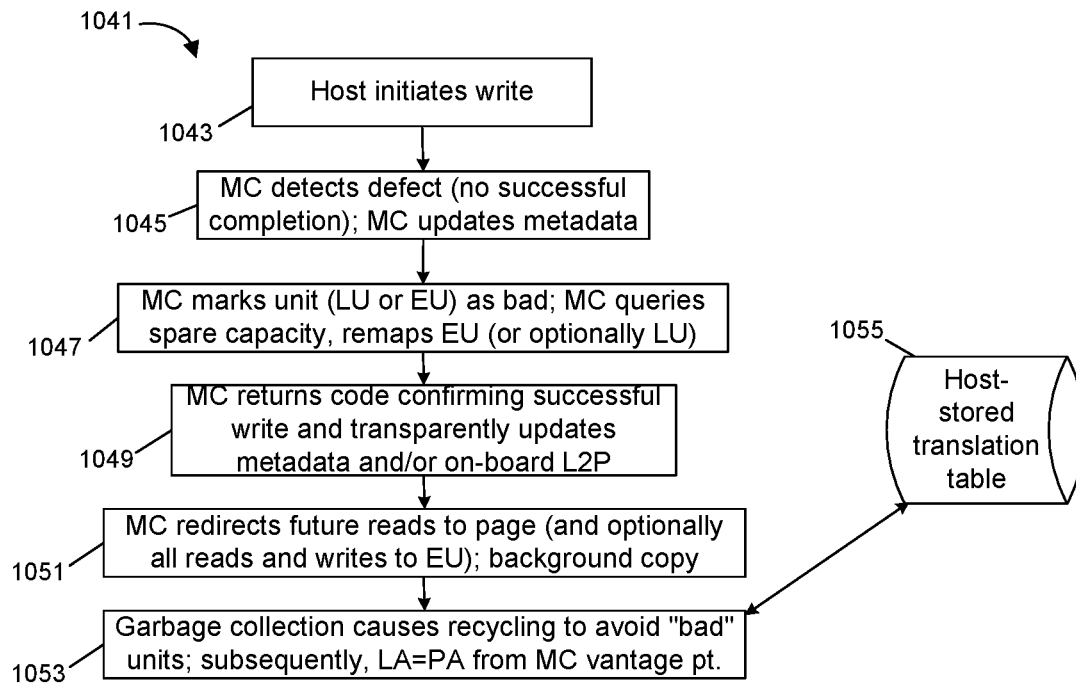 1041
Host initiates write
1043
MC detects defect (no successful
completion); MC updates metadata
1045
MC marks unit (LU or EU) as bad; MC queries
spare capacity, remaps EU (or optionally LU)
1047
MC returns code confirming successful
write and transparently updates
metadata and/or on-board L2P
1049
MC redirects future reads to page (and optionally
all reads and writes to EU); background copy
1051
Garbage collection causes recycling to avoid "bad"
units; subsequently, LA=PA from MC vantage pt.
1053
1055
Host-
stored
translation
table